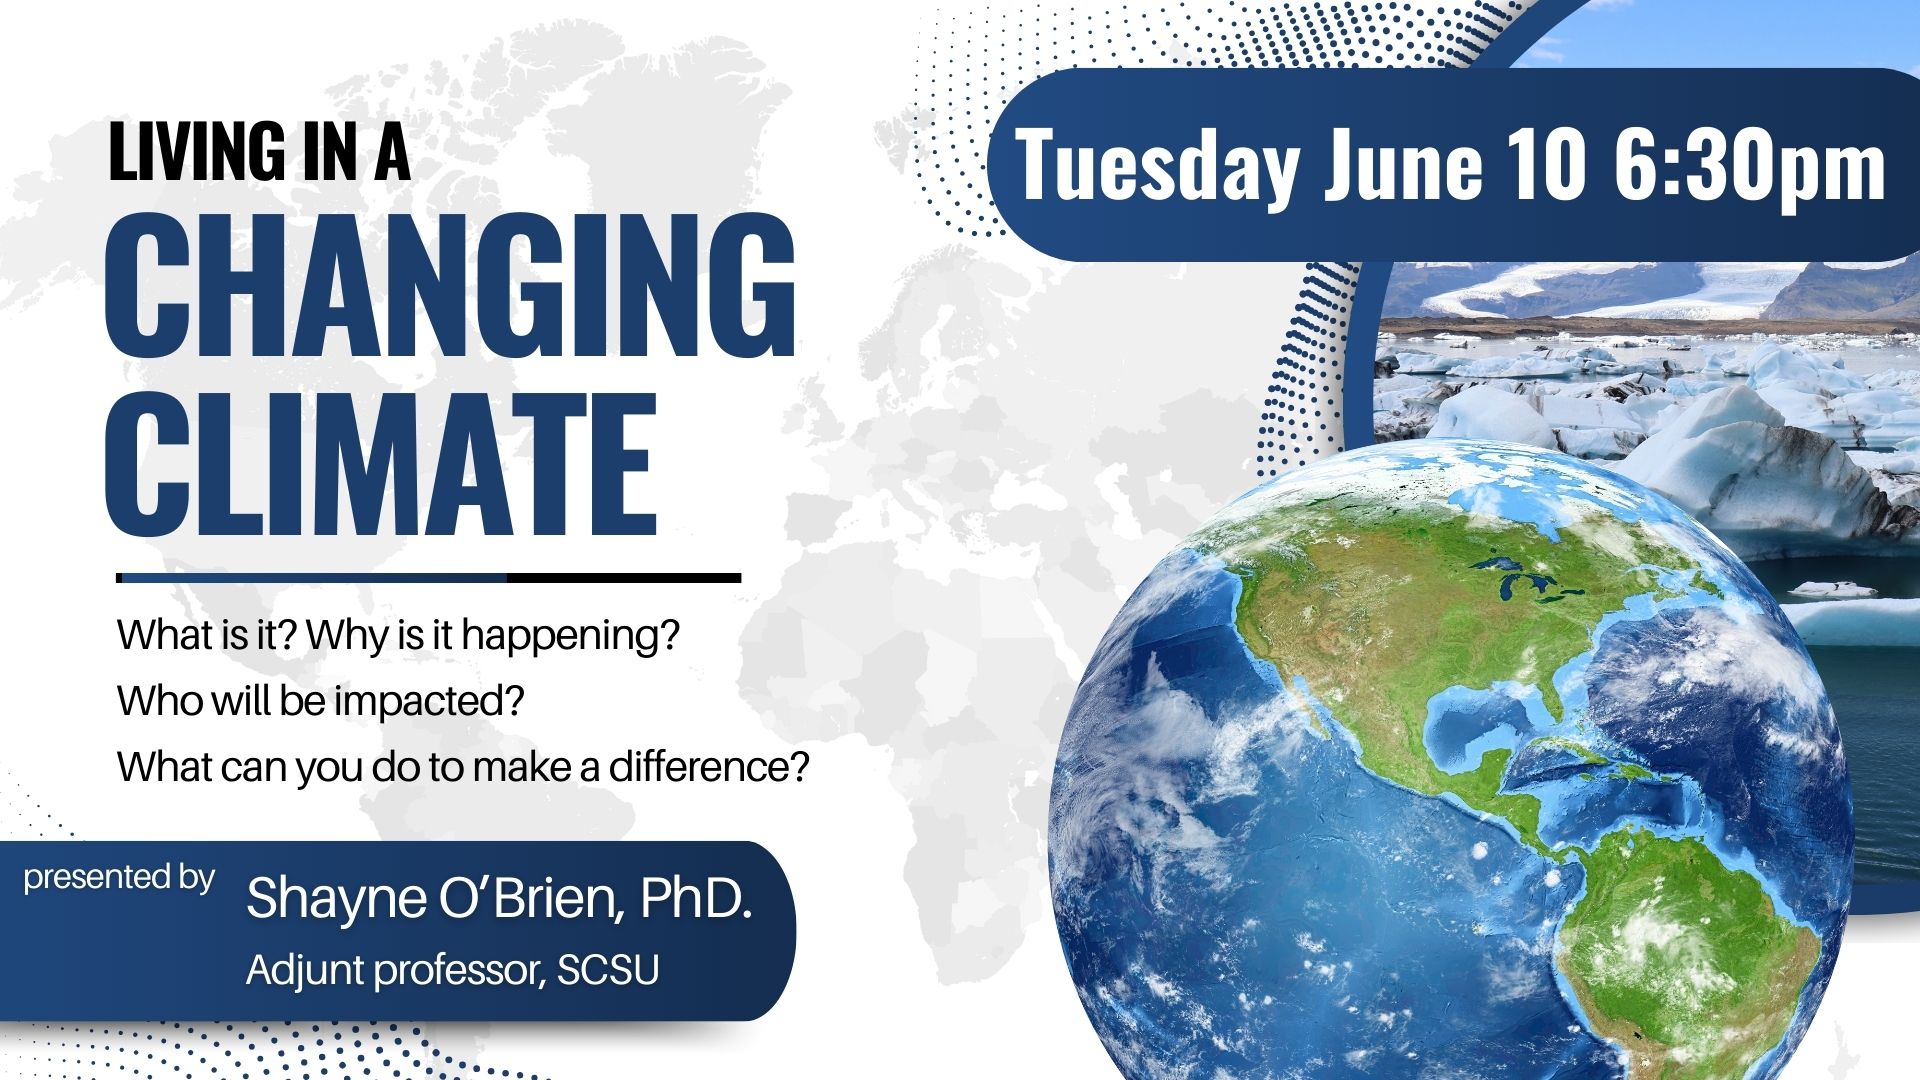 LIVING IN A
CHANGING
CLIMATE
Tuesday June 10 6:30pm
What is it? Why is it happening?
Who will be impacted?
What can you do to make a difference?
presented by
Shayne O’Brien, PhD.
Adjunt professor, SCSU